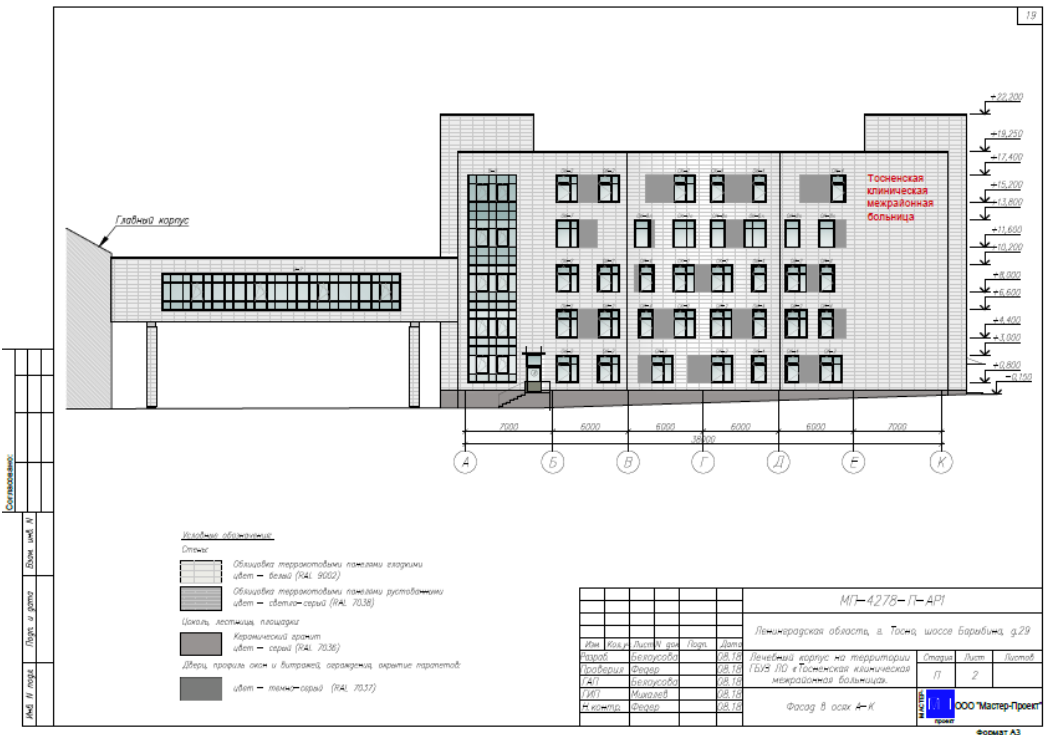 19
+22,200
+19,250
+17,400
+15,200
+13,800
+11,600
+10,200
+8,000
+6,600
+4,400
+3,000
+0,800
-0,150
Тосненская
клиническая
межрайонная
больница
Главный корпус
7000
6000
6000
6000
6000
7000
38000
А
Б
В
Г
Д
Е
К
Согласовано:
Взам. инв. N
Подп. и дата
Инв. N подл.
Условные обозначения:
Стены:
Облицовка терракотовыми панелями гладкими
цвет — белый (RAL 9002)
Облицовка терракотовыми панелями рустованными
цвет — светло-серый (RAL 7038)
Цоколь, лестницы, площадки:
Керамический гранит
цвет — серый (RAL 7036)
Двери, профиль окон и витражей, ограждения, окрытие парапетов:
цвет — темно-серый (RAL 7037)
МП-4278-П-АР1
Ленинградская область, г. Тосно, шоссе Барыбина, д.29
Изм. Кол.уч Лист N док Подп. Дата
Разраб. Белоусова 08.18
Проверил Федер 08.18
ГАП Белоусова 08.18
ГИП Михалев 08.18
Н.контр. Федер 08.18
Лечебный корпус на территории
ГБУЗ ЛО «Тосненская клиническая
межрайонная больница».
Стадия Лист Листов
П 2
Фасад в осях А-К
МАСТЕР
проект
ООО "Мастер-Проект"
Формат А3